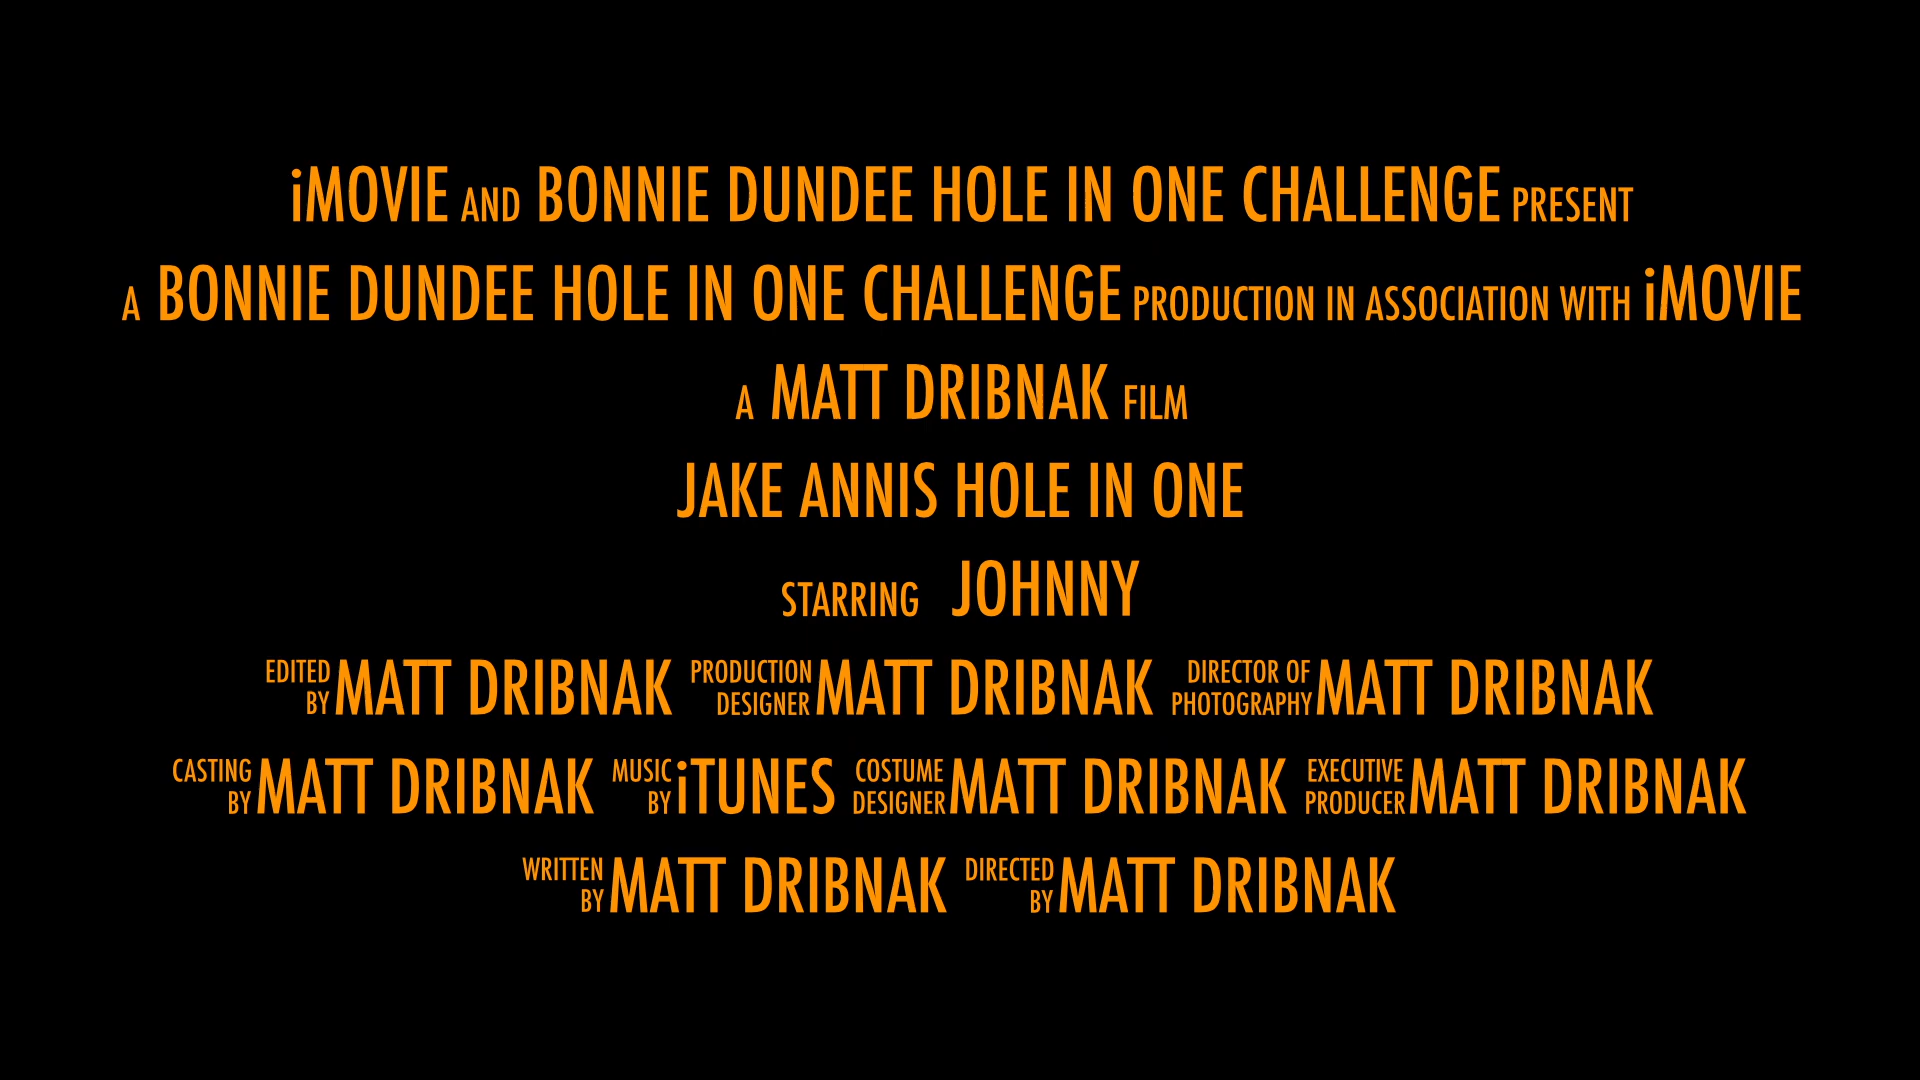 iMOVIE AND BONNIE DUNDEE HOLE IN ONE CHALLENGE PRESENT
A BONNIE DUNDEE HOLE IN ONE CHALLENGE PRODUCTION IN ASSOCIATION WITH iMOVIE
A MATT DRIBNAK FILM
JAKE ANNIS HOLE IN ONE
STARRING JOHNNY
EDITED BY MATT DRIBNAK PRODUCTION DESIGNER MATT DRIBNAK DIRECTOR OF PHOTOGRAPHY MATT DRIBNAK
CASTING BY MATT DRIBNAK MUSIC BY iTUNES COSTUME DESIGNER MATT DRIBNAK EXECUTIVE PRODUCER MATT DRIBNAK
WRITTEN BY MATT DRIBNAK DIRECTED BY MATT DRIBNAK